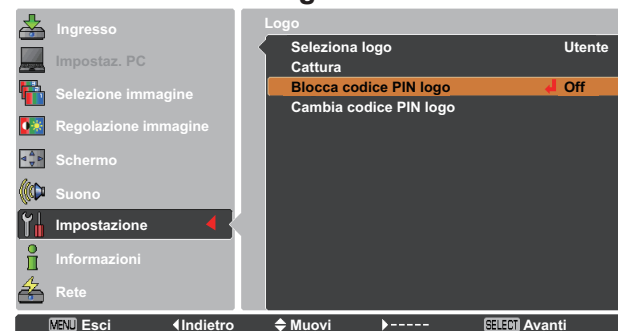 Ingresso
Impostaz. PC
Selezione immagine
Regolazione immagine
Schermo
Suono
Impostazione
Informazioni
Rete
Logo
Seleziona logo Utente
Cattura
Blocca codice PIN logo Off
Cambia codice PIN logo
MENU Esci Indietro Muovi ----- SELECT Avanti